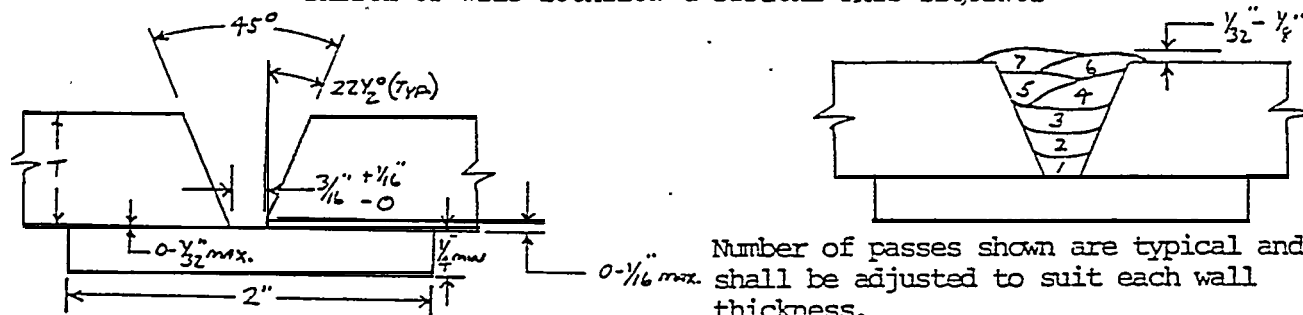 45°
22½° (TYP)
T
3/16" +1/16"
-0
0-1/32" max.
¼" min
0-1/16" max.
2"
1/32" - 1/8"
7
6
5
4
3
2
1
Number of passes shown are typical and
shall be adjusted to suit each wall
thickness.